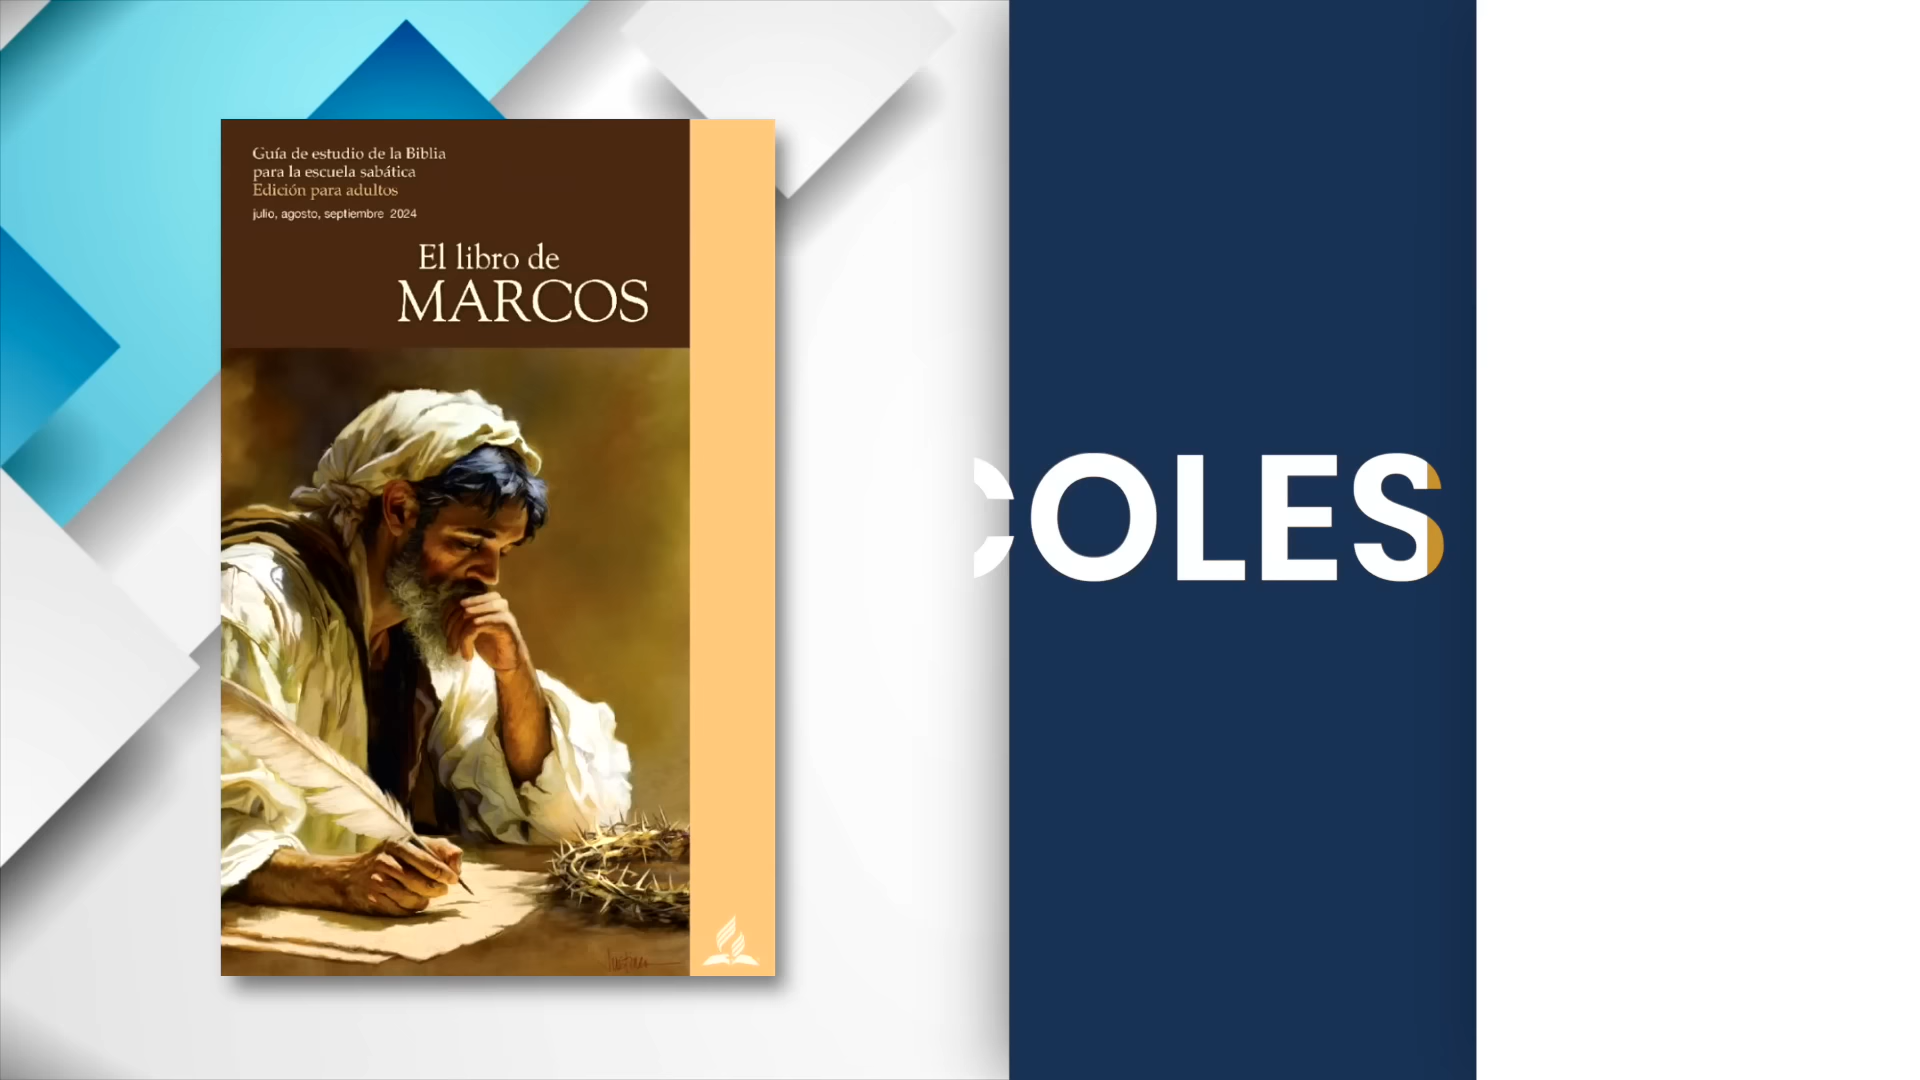 Guía de estudio de la Biblia
para la escuela sabática
Edición para adultos
julio, agosto, septiembre 2024
El libro de
MARCOS
COLES